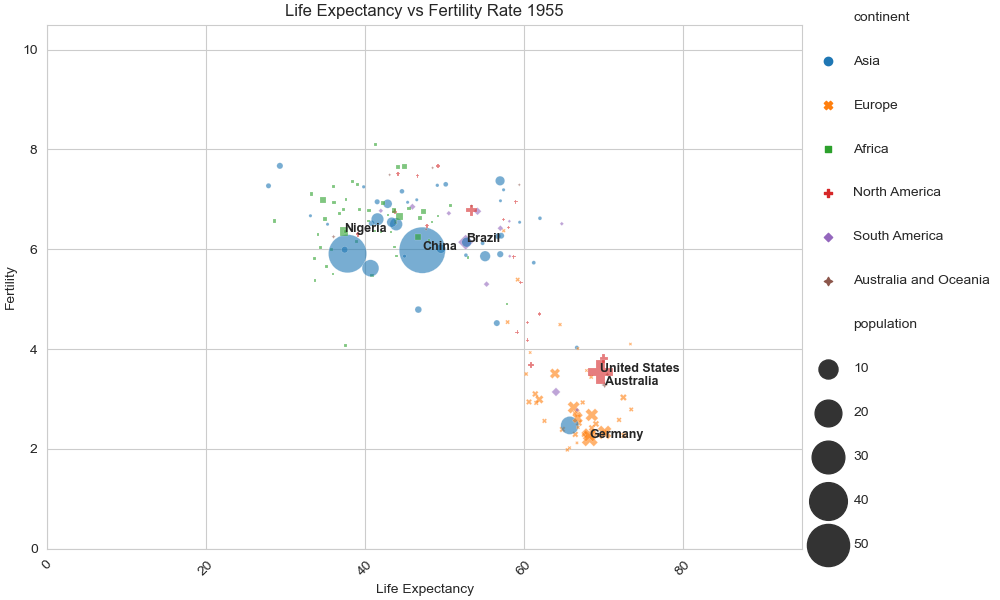 Life Expectancy vs Fertility Rate 1955
continent
Asia
Europe
Africa
North America
South America
Australia and Oceania
population
10
20
30
40
50
Fertility
10
8
6
4
2
0
Nigeria
China
Brazil
United States
Australia
Germany
0
20
40
60
80
Life Expectancy